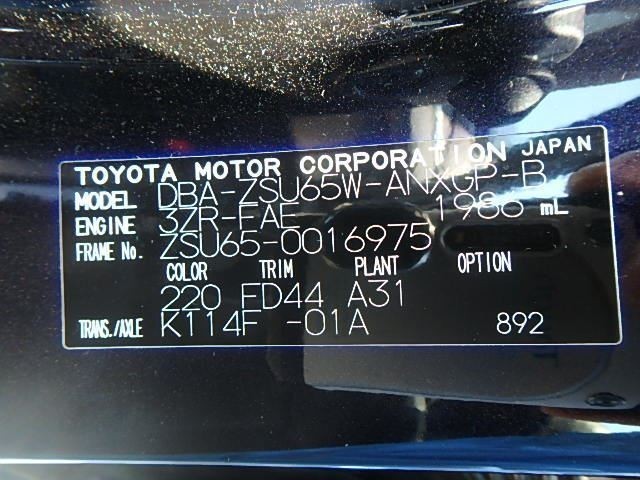 TOYOTA MOTOR CORPORATION JAPAN
MODEL DBA-ZSU65W-ANXGP-B
ENGINE 3ZR-FAE 1986 mL
FRAME No. ZSU65-0016975
COLOR TRIM PLANT OPTION
220 FD44 A31
TRANS./AXLE K114F -01A 892